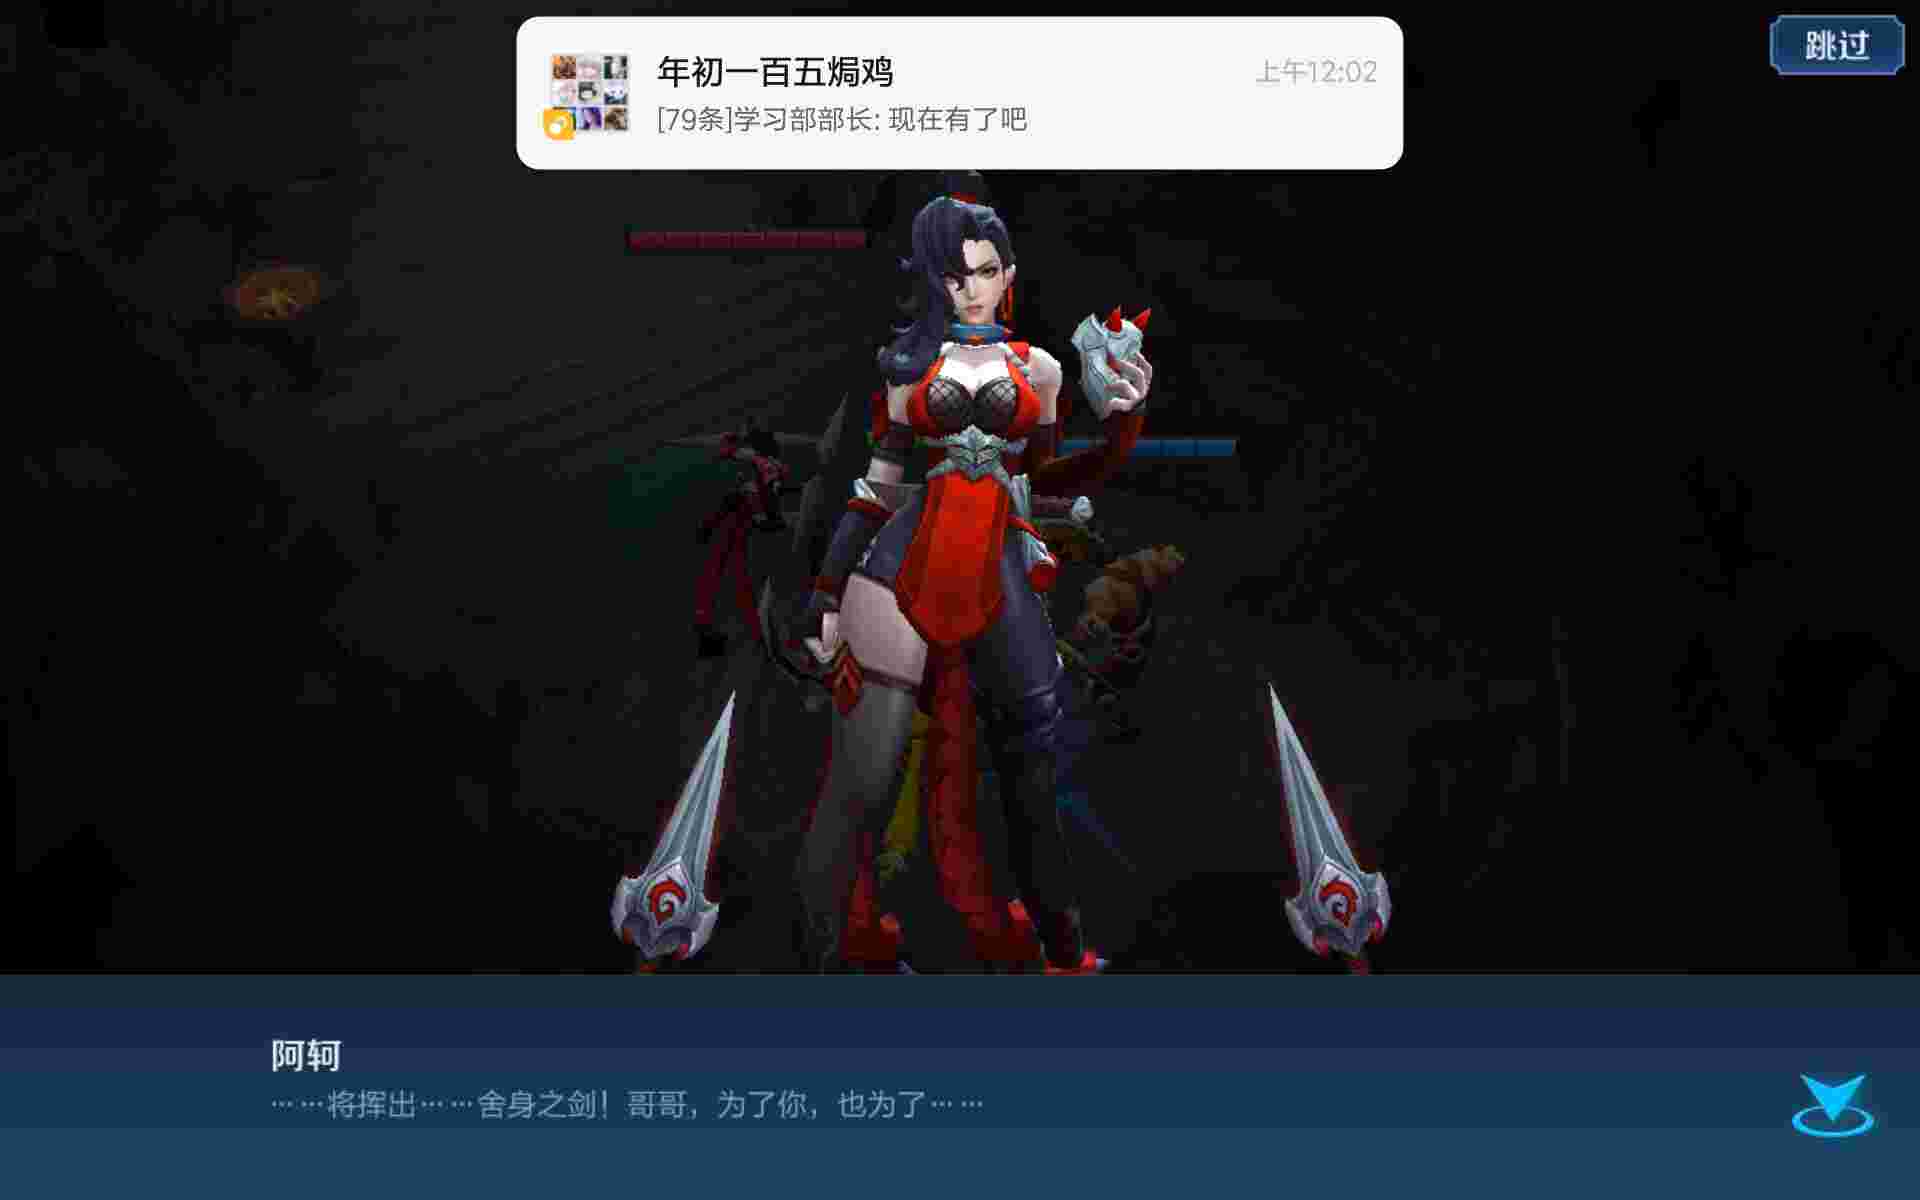 年初一百五焗鸡
上午12:02
[79条]学习部部长: 现在有了吧
跳过
阿轲
……将挥出……舍身之剑！哥哥，为了你，也为了……